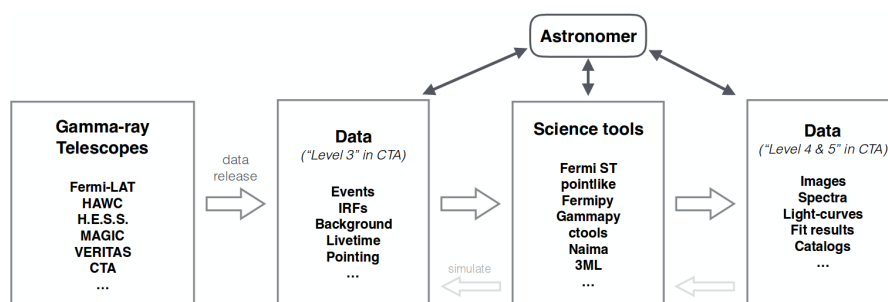 Astronomer
Gamma-ray
Telescopes
Fermi-LAT
HAWC
H.E.S.S.
MAGIC
VERITAS
CTA
...
data
release
Data
(“Level 3” in CTA)
Events
IRFs
Background
Livetime
Pointing
...
simulate
Science tools
Fermi ST
pointlike
Fermipy
Gammapy
ctools
Naima
3ML
...
Data
(“Level 4 & 5” in CTA)
Images
Spectra
Light-curves
Fit results
Catalogs
...